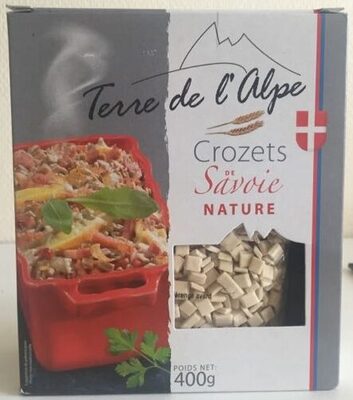 Terre de l'Alpe
Crozets
DE
Savoie
NATURE
POIDS NET:
400g